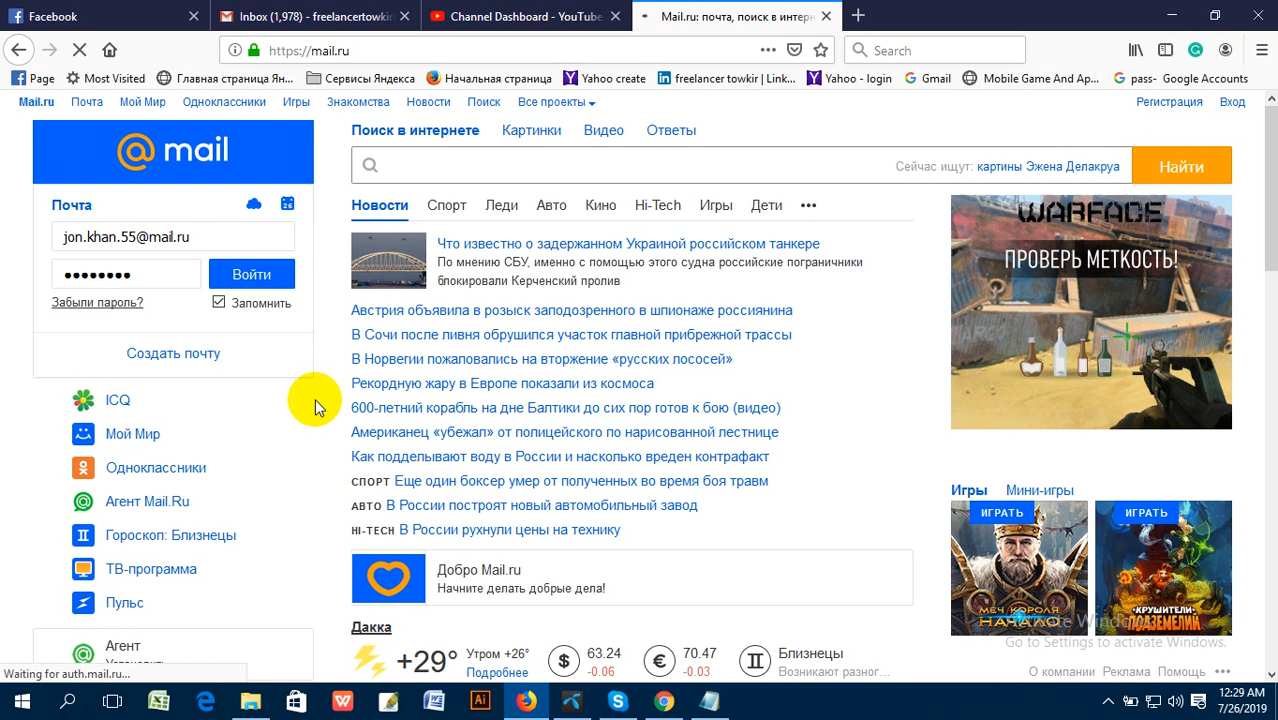 Facebook
Inbox (1,978) - freelancertowkir
Channel Dashboard - YouTube
Mail.ru: почта, поиск в интерн
https://mail.ru
Search
Page
Most Visited
Главная страница Ян...
Сервисы Яндекса
Начальная страница
Yahoo create
freelancer towkir | Link...
Yahoo - login
Gmail
Mobile Game And Ap...
pass- Google Accounts
Mail.ru Почта Мой Мир Одноклассники Игры Знакомства Новости Поиск Все проекты
Регистрация Вход
@ mail
Поиск в интернете Картинки Видео Ответы
Сейчас ищут: картины Эжена Делакруа
Найти
Почта
26
jon.khan.55@mail.ru
●●●●●●●●
Войти
Забыли пароль?
Запомнить
Создать почту
ICQ
Мой Мир
Одноклассники
Агент Mail.Ru
Гороскоп: Близнецы
ТВ-программа
Пульс
Агент
Новости Спорт Леди Авто Кино Hi-Tech Игры Дети •••
Что известно о задержанном Украиной российском танкере
По мнению СБУ, именно с помощью этого судна российские пограничники
блокировали Керченский пролив
Австрия объявила в розыск заподозренного в шпионаже россиянина
В Сочи после ливня обрушился участок главной прибрежной трассы
В Норвегии пожаловались на вторжение «русских лососей»
Рекордную жару в Европе показали из космоса
600-летний корабль на дне Балтики до сих пор готов к бою (видео)
Американец «убежал» от полицейского по нарисованной лестнице
Как подделывают воду в России и насколько вреден контрафакт
СПОРТ Еще один боксер умер от полученных во время боя травм
АВТО В России построят новый автомобильный завод
HI-TECH В России рухнули цены на технику
Добро Mail.ru
Начните делать добрые дела!
Дакка
+29°
Утром +26°
Подробнее
$ 63.24
-0.06
€ 70.47
-0.03
Близнецы
Возникают разног...
WARFACE
ПРОВЕРЬ МЕТКОСТЬ!
Игры Мини-игры
ИГРАТЬ
МЕЧ КОРОЛЯ
НАЧАЛО
ИГРАТЬ
КРУШИТЕЛИ
ПОДЗЕМЕЛИЙ
Activate Windows
Go to Settings to activate Windows.
О компании Реклама Помощь •••
Waiting for auth.mail.ru...
12:29 AM
7/26/2019